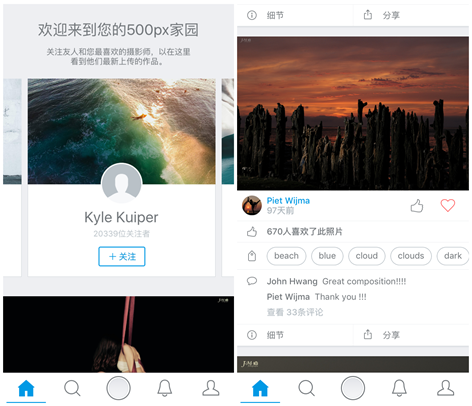 欢迎来到您的500px家园
关注友人和您最喜欢的摄影师，以在这里
看到他们最新上传的作品。
Kyle Kuiper
20339位关注者
＋关注
细节
分享
Piet Wijma
97天前
670人喜欢了此照片
beach
blue
cloud
clouds
dark
John Hwang Great composition!!!!
Piet Wijma Thank you !!!
查看 33条评论
细节
分享